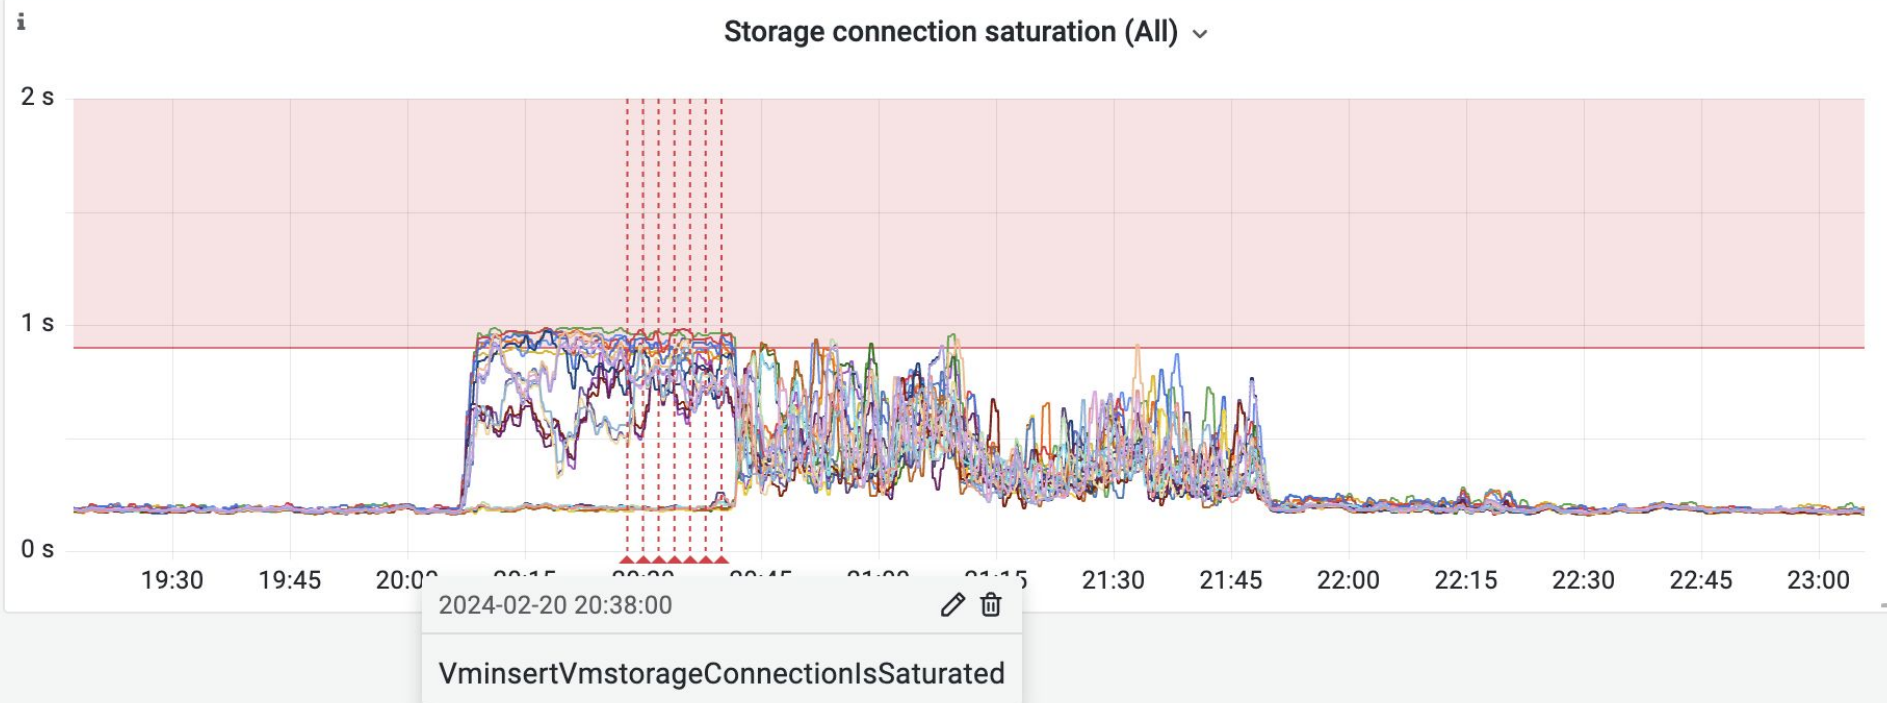 Storage connection saturation (All)
2 s
1 s
0 s
19:30 19:45 21:30 21:45 22:00 22:15 22:30 22:45 23:00
2024-02-20 20:38:00
VminsertVmstorageConnectionIsSaturated